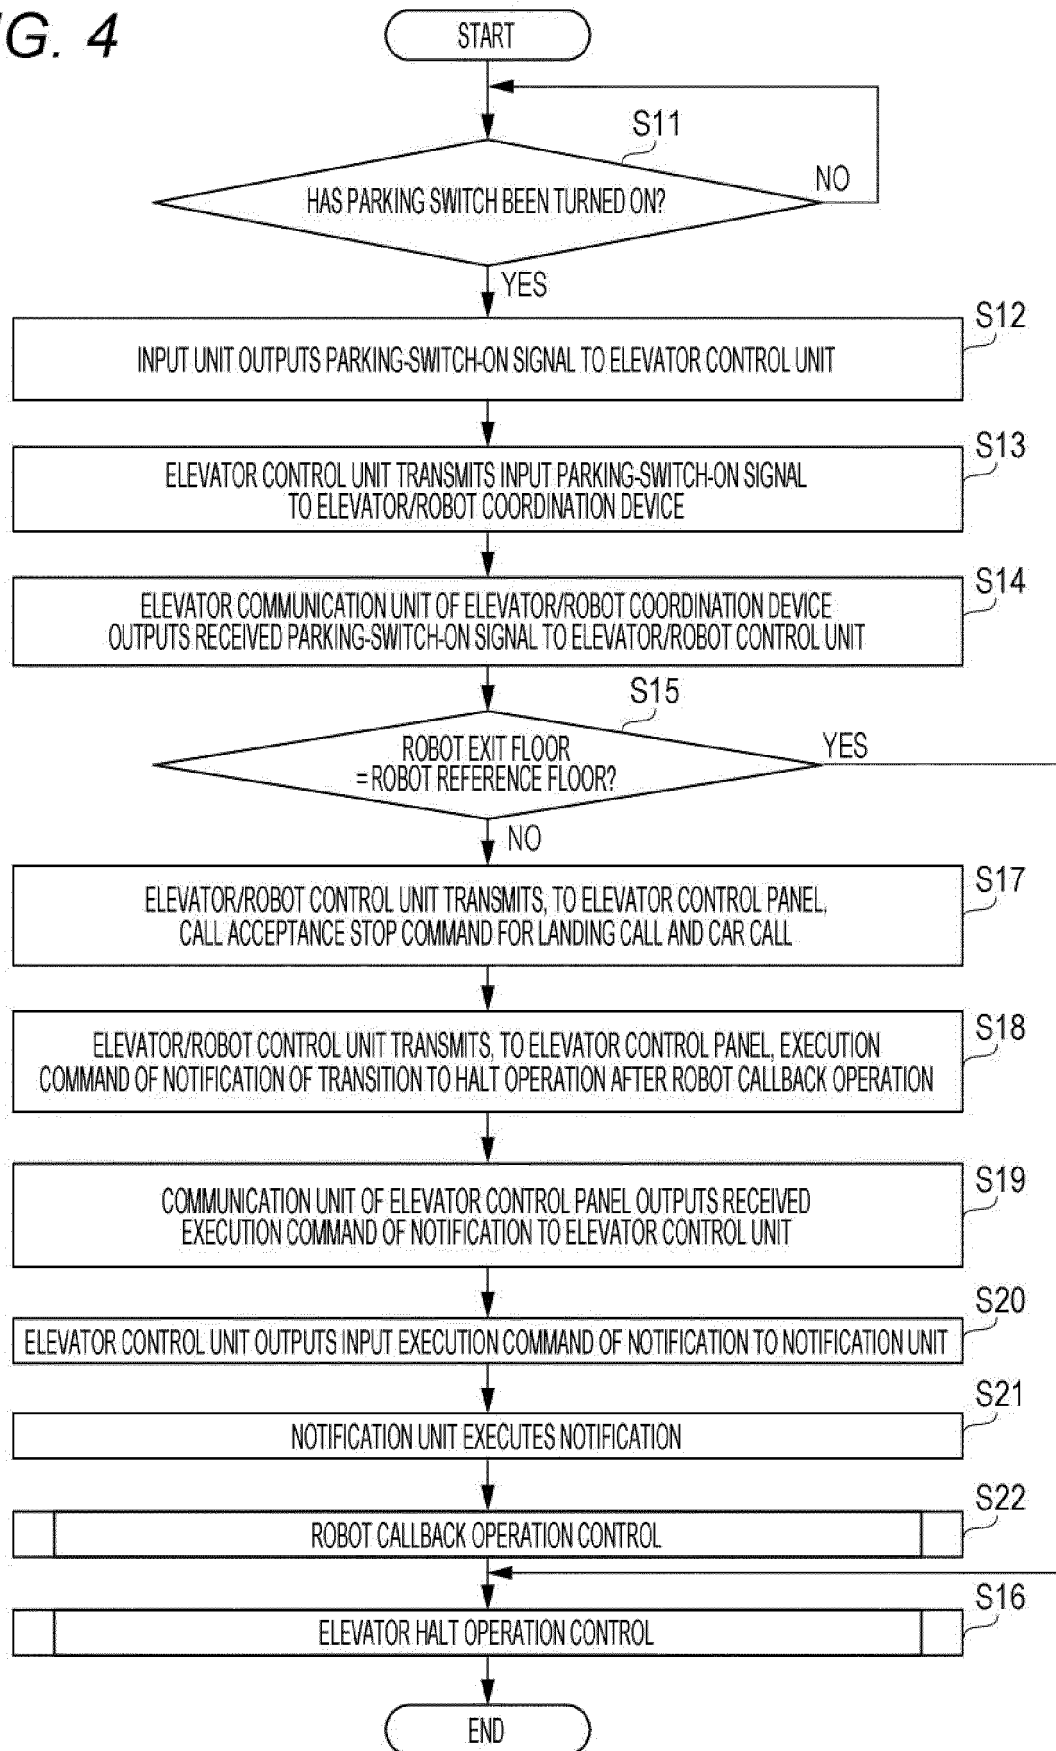 IG. 4
START
S11
HAS PARKING SWITCH BEEN TURNED ON?
NO
YES
S12
INPUT UNIT OUTPUTS PARKING-SWITCH-ON SIGNAL TO ELEVATOR CONTROL UNIT
S13
ELEVATOR CONTROL UNIT TRANSMITS INPUT PARKING-SWITCH-ON SIGNAL
TO ELEVATOR/ROBOT COORDINATION DEVICE
S14
ELEVATOR COMMUNICATION UNIT OF ELEVATOR/ROBOT COORDINATION DEVICE
OUTPUTS RECEIVED PARKING-SWITCH-ON SIGNAL TO ELEVATOR/ROBOT CONTROL UNIT
S15
ROBOT EXIT FLOOR
= ROBOT REFERENCE FLOOR?
YES
NO
S17
ELEVATOR/ROBOT CONTROL UNIT TRANSMITS, TO ELEVATOR CONTROL PANEL,
CALL ACCEPTANCE STOP COMMAND FOR LANDING CALL AND CAR CALL
S18
ELEVATOR/ROBOT CONTROL UNIT TRANSMITS, TO ELEVATOR CONTROL PANEL, EXECUTION
COMMAND OF NOTIFICATION OF TRANSITION TO HALT OPERATION AFTER ROBOT CALLBACK OPERATION
S19
COMMUNICATION UNIT OF ELEVATOR CONTROL PANEL OUTPUTS RECEIVED
EXECUTION COMMAND OF NOTIFICATION TO ELEVATOR CONTROL UNIT
S20
ELEVATOR CONTROL UNIT OUTPUTS INPUT EXECUTION COMMAND OF NOTIFICATION TO NOTIFICATION UNIT
S21
NOTIFICATION UNIT EXECUTES NOTIFICATION
S22
ROBOT CALLBACK OPERATION CONTROL
S16
ELEVATOR HALT OPERATION CONTROL
END